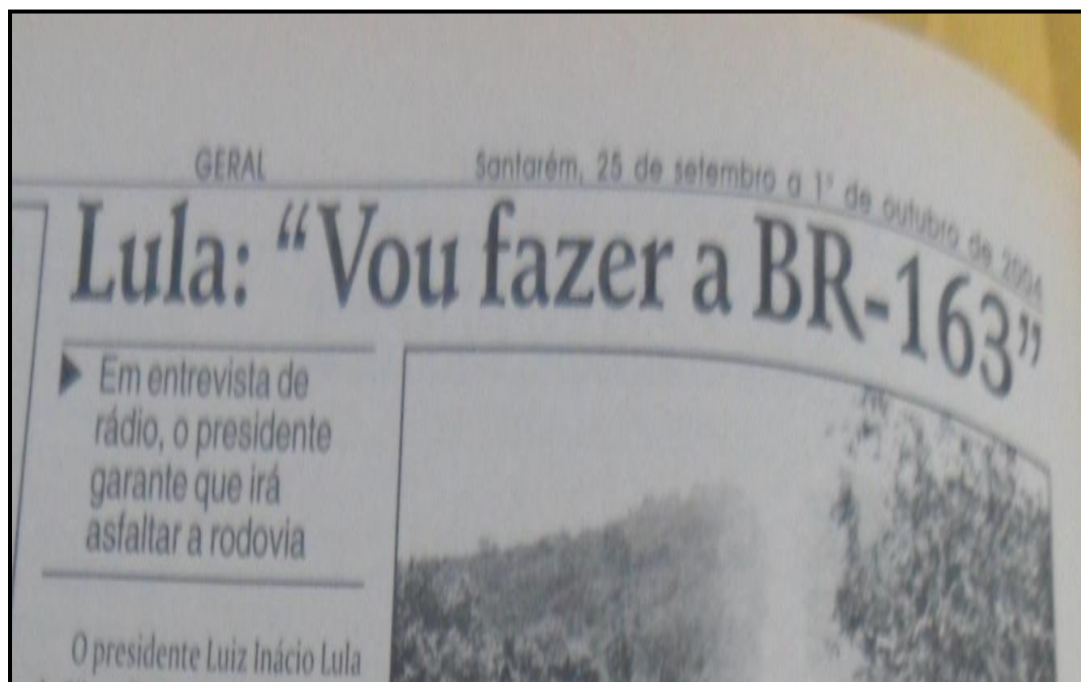 GERAL
Santarém, 25 de setembro a 1° de outubro de 2004
Lula: “Vou fazer a BR-163”
Em entrevista de
rádio, o presidente
garante que irá
asfaltar a rodovia
O presidente Luiz Inácio Lula